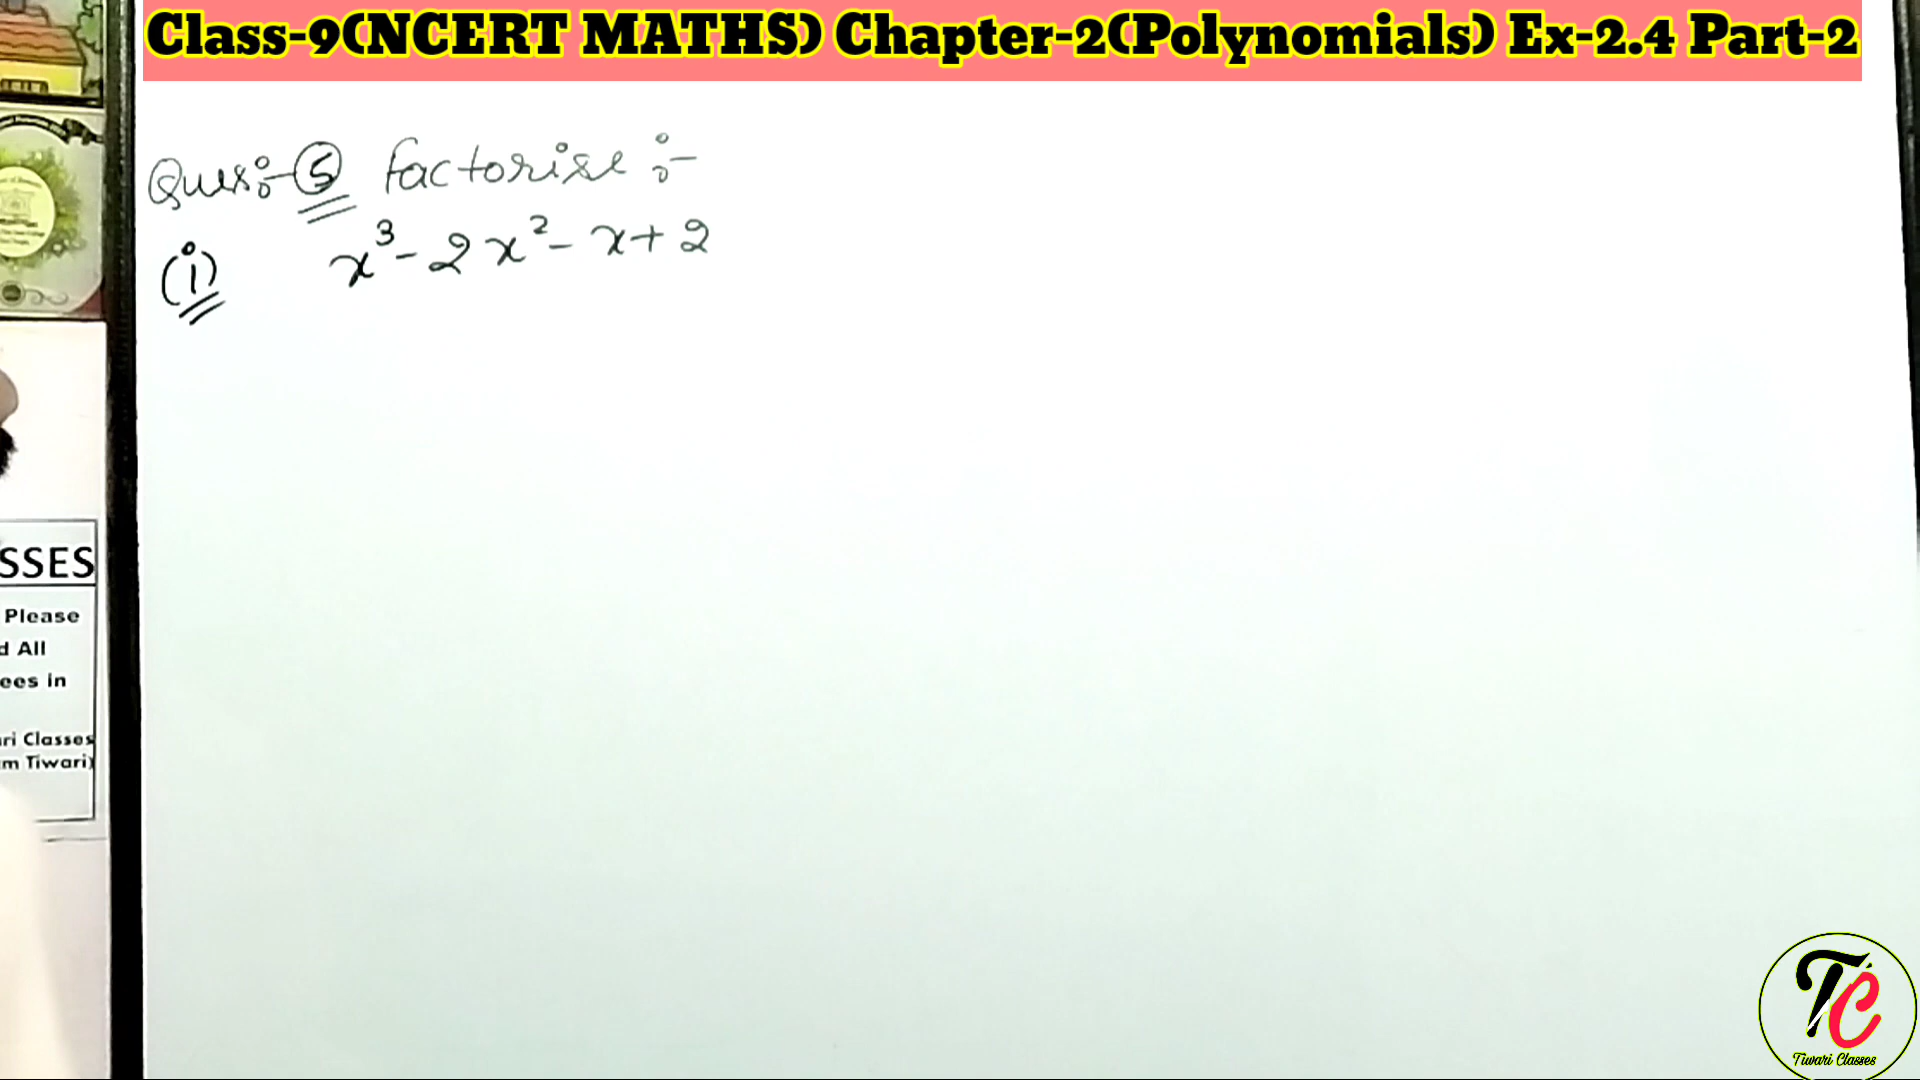 Class-9(NCERT MATHS) Chapter-2(Polynomials) Ex-2.4 Part-2
Ques:-(5) factorise :-
(i) x³-2x²-x+2
SSES
Please
d All
ees in
ri Classes
m Tiwari)
TC
Tiwari Classes